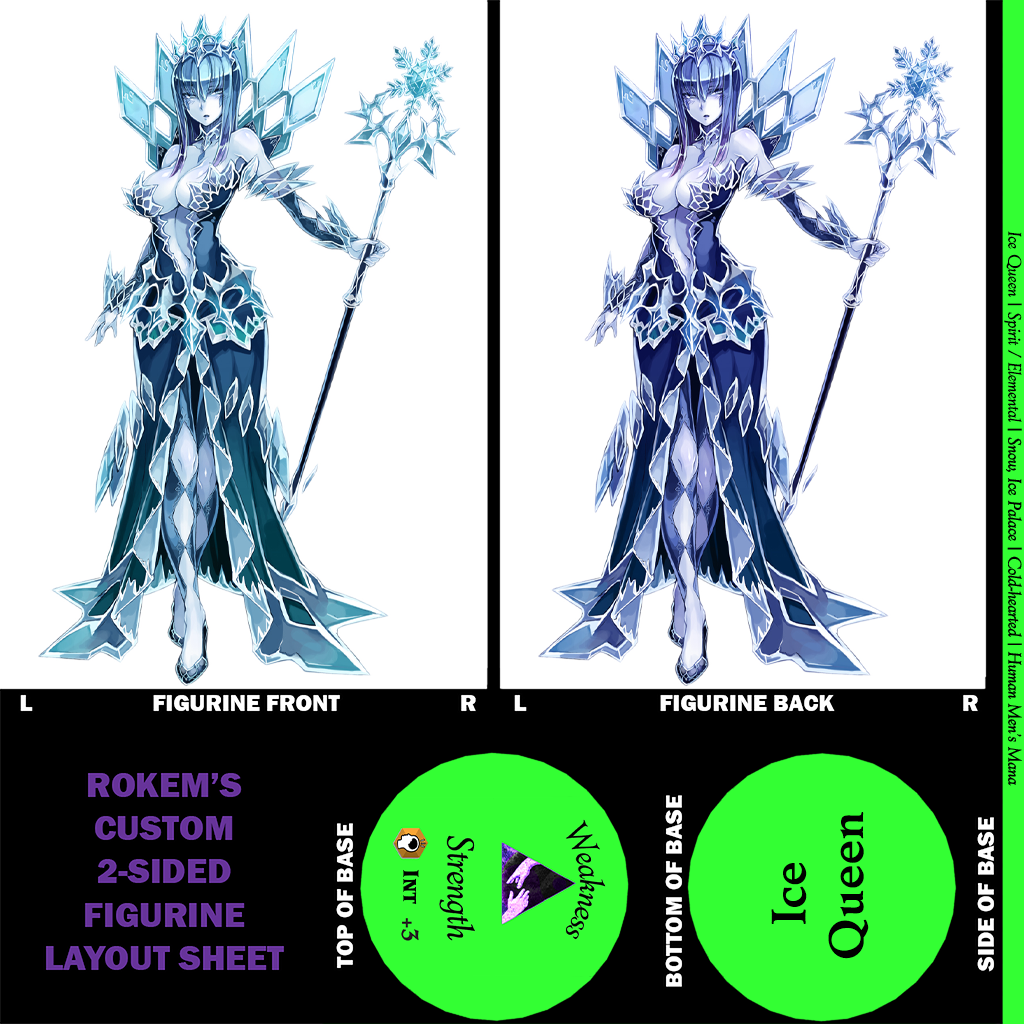 L
FIGURINE FRONT
R
L
FIGURINE BACK
R
Ice Queen | Spirit / Elemental | Snow, Ice Palace | Cold-hearted | Human Men's Mana
ROKEM'S
CUSTOM
2-SIDED
FIGURINE
LAYOUT SHEET
TOP OF BASE
Weakness
Strength
INT +3
BOTTOM OF BASE
Ice
Queen
SIDE OF BASE